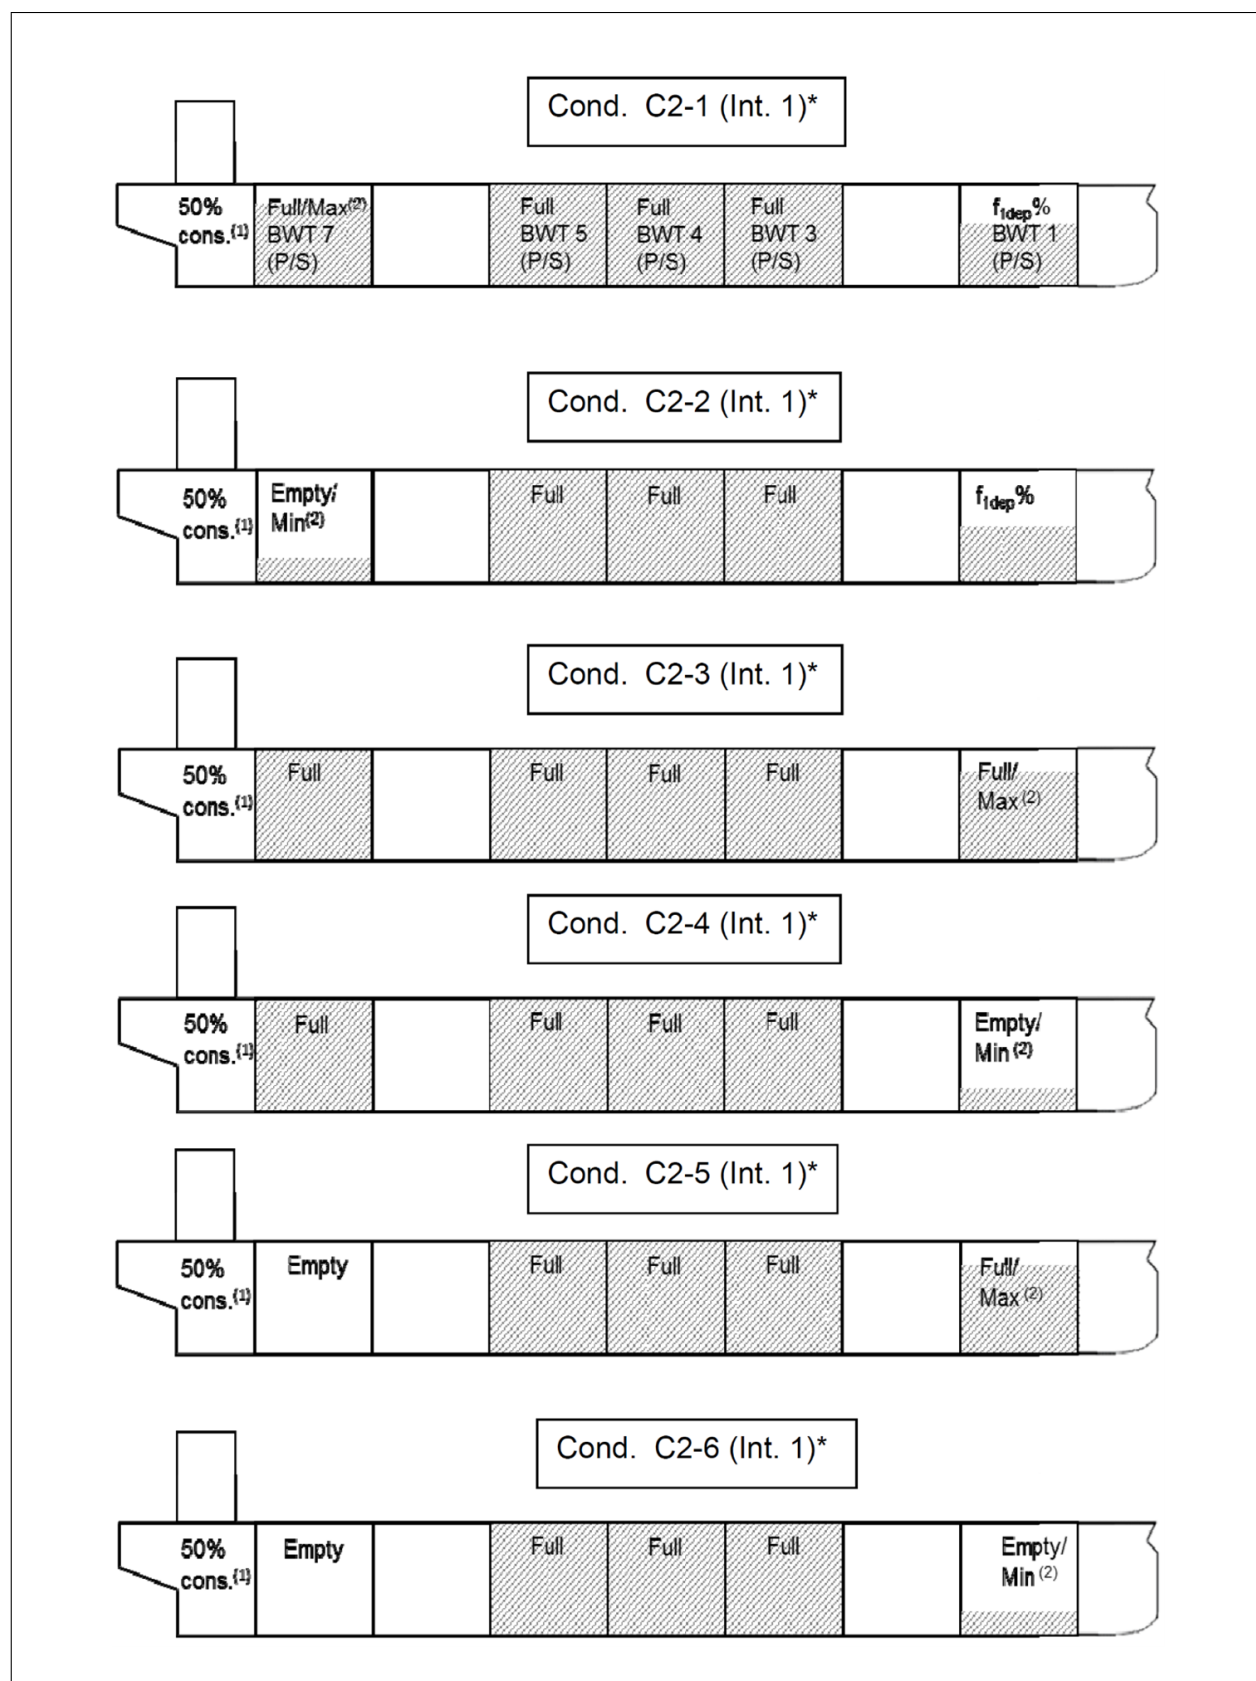 Cond. C2-1 (Int. 1)*
50%
cons.(1)
Full/Max(2)
BWT 7
(P/S)
Full
BWT 5
(P/S)
Full
BWT 4
(P/S)
Full
BWT 3
(P/S)
f1dep%
BWT 1
(P/S)
Cond. C2-2 (Int. 1)*
50%
cons.(1)
Empty/
Min(2)
Full
Full
Full
f1dep%
Cond. C2-3 (Int. 1)*
50%
cons.(1)
Full
Full
Full
Full
Full/
Max (2)
Cond. C2-4 (Int. 1)*
50%
cons.(1)
Full
Full
Full
Full
Empty/
Min (2)
Cond. C2-5 (Int. 1)*
50%
cons.(1)
Empty
Full
Full
Full
Full/
Max (2)
Cond. C2-6 (Int. 1)*
50%
cons.(1)
Empty
Full
Full
Full
Empty/
Min (2)